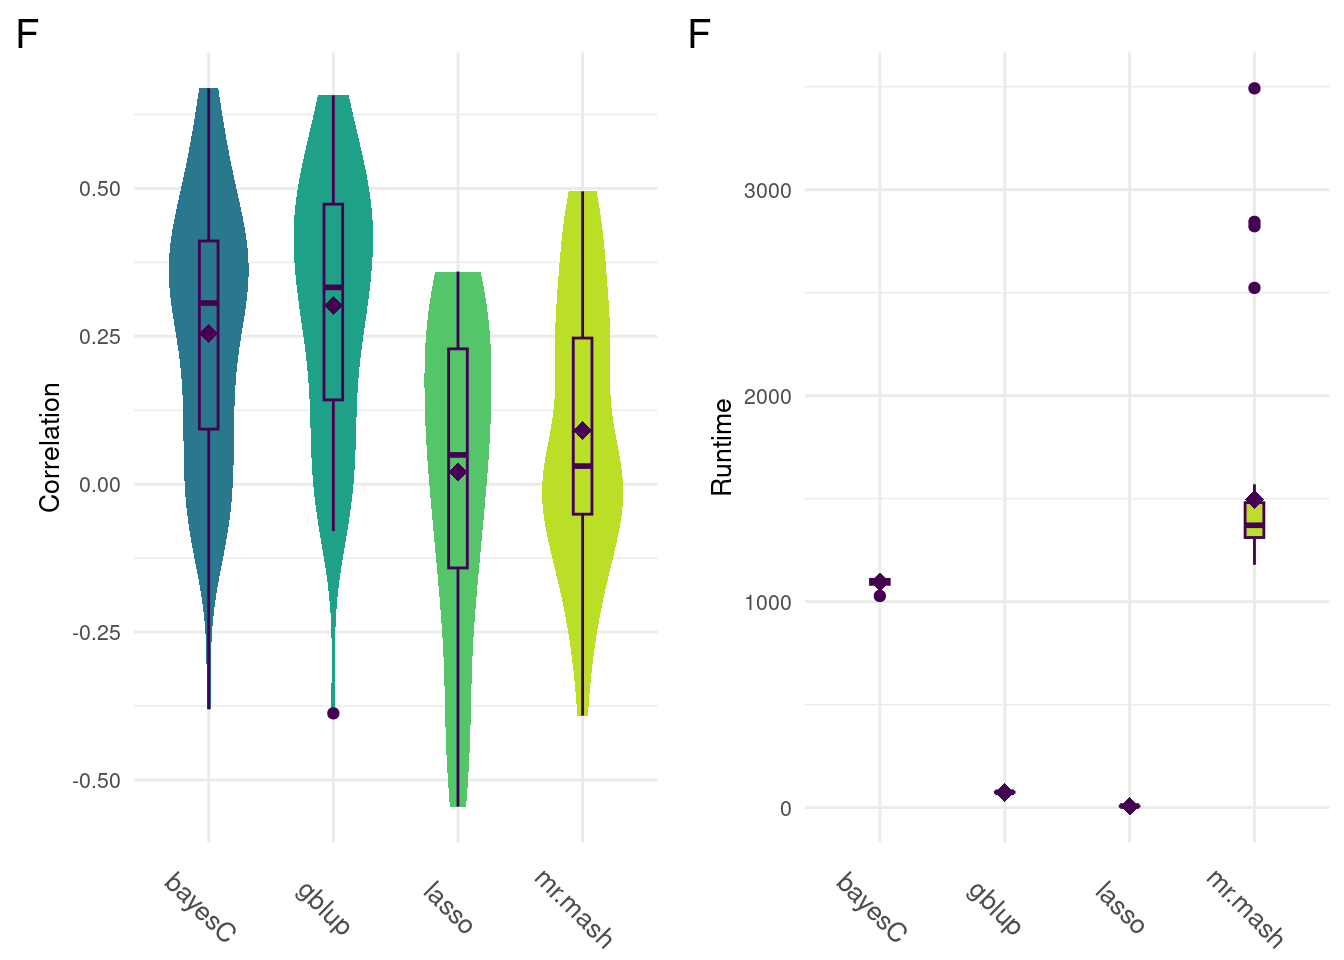 F
Correlation
0.50
0.25
0.00
-0.25
-0.50
bayesC
gblup
lasso
mr.mash
F
Runtime
3000
2000
1000
0
bayesC
gblup
lasso
mr.mash